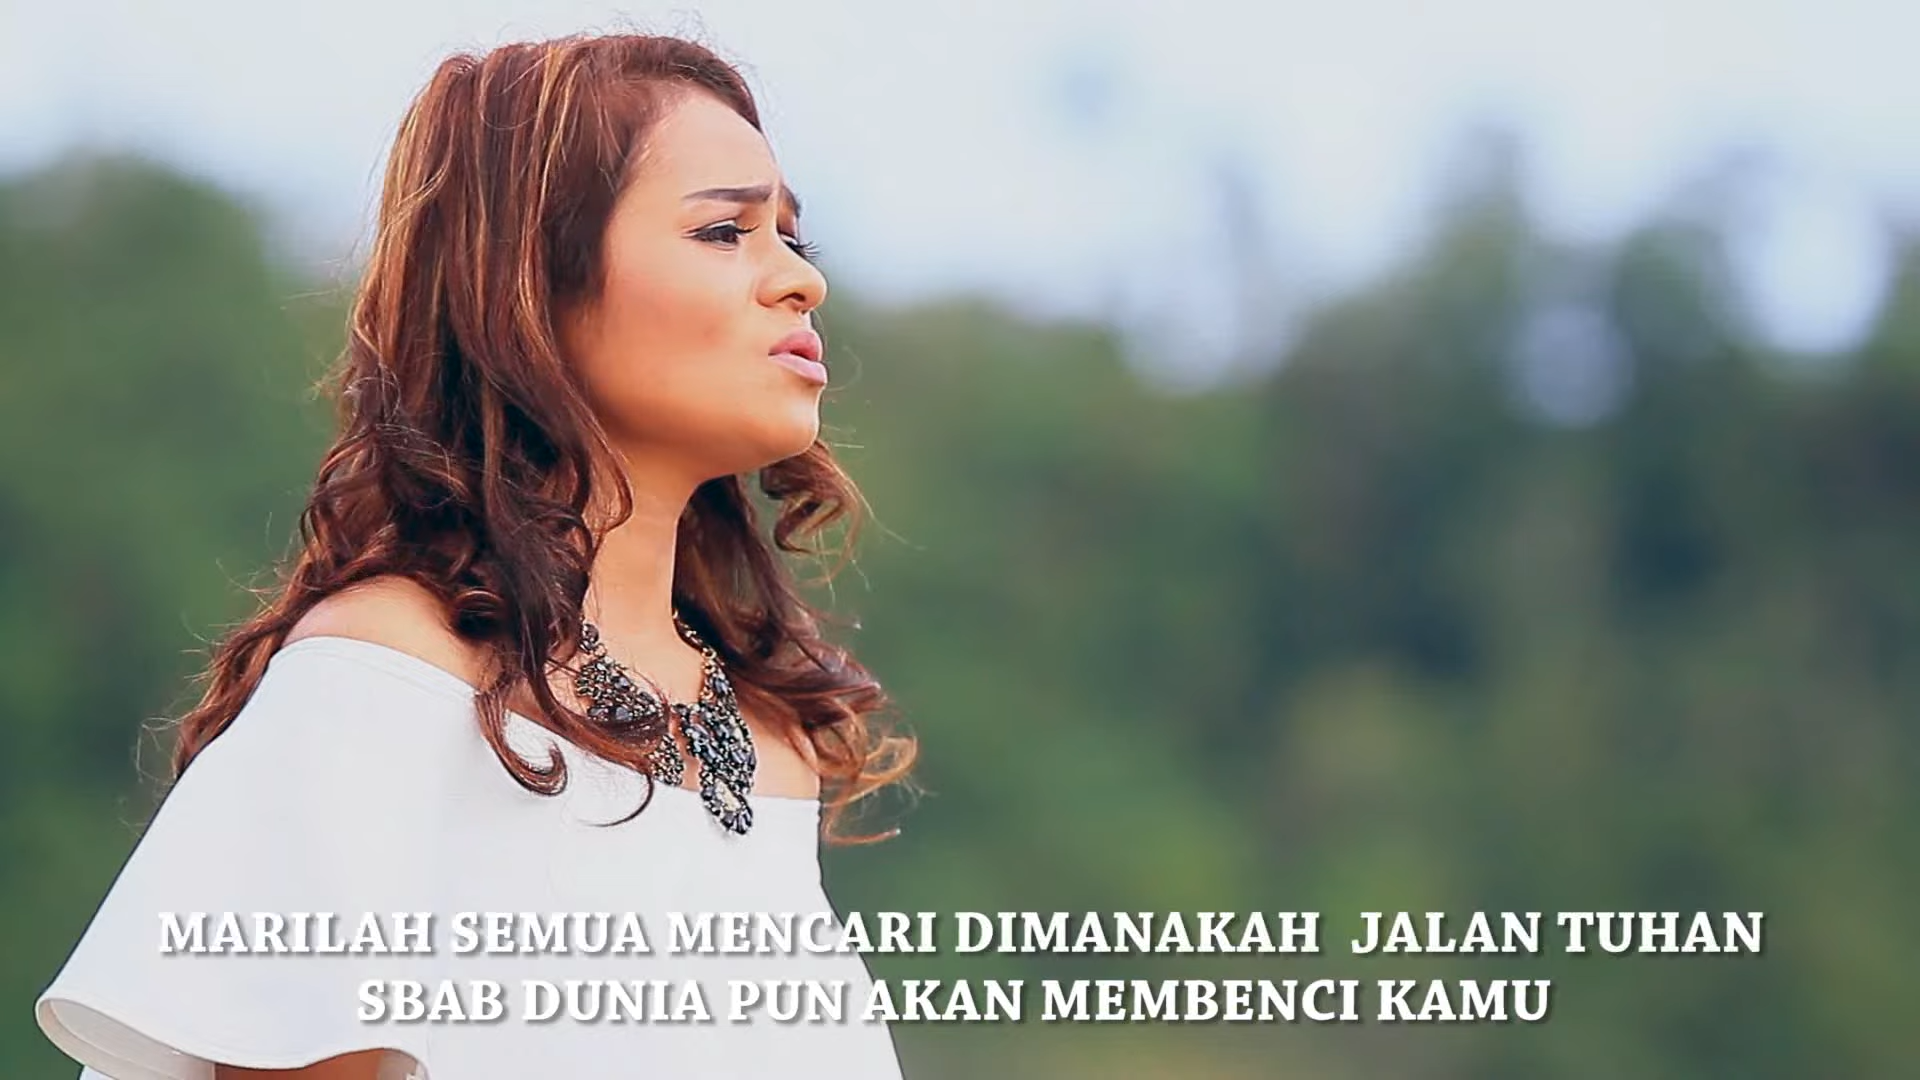 MARILAH SEMUA MENCARI DIMANAKAH JALAN TUHAN
SBAB DUNIA PUN AKAN MEMBENCI KAMU